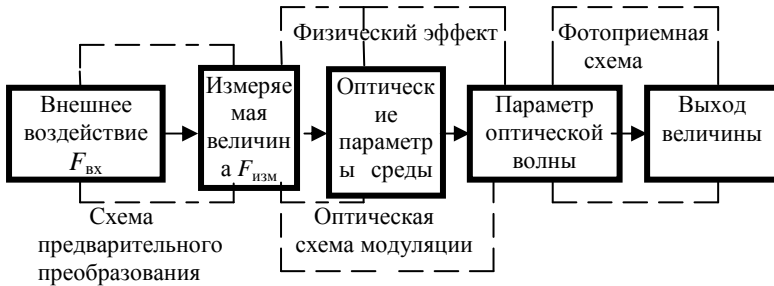 Физический эффект
Фотоприемная
схема
Внешнее
воздействие
Fвх
Измеряе
мая
величин
а Fизм
Оптическ
ие
параметр
ы среды
Параметр
оптической
волны
Выход
величины
Схема
предварительного
преобразования
Оптическая
схема модуляции